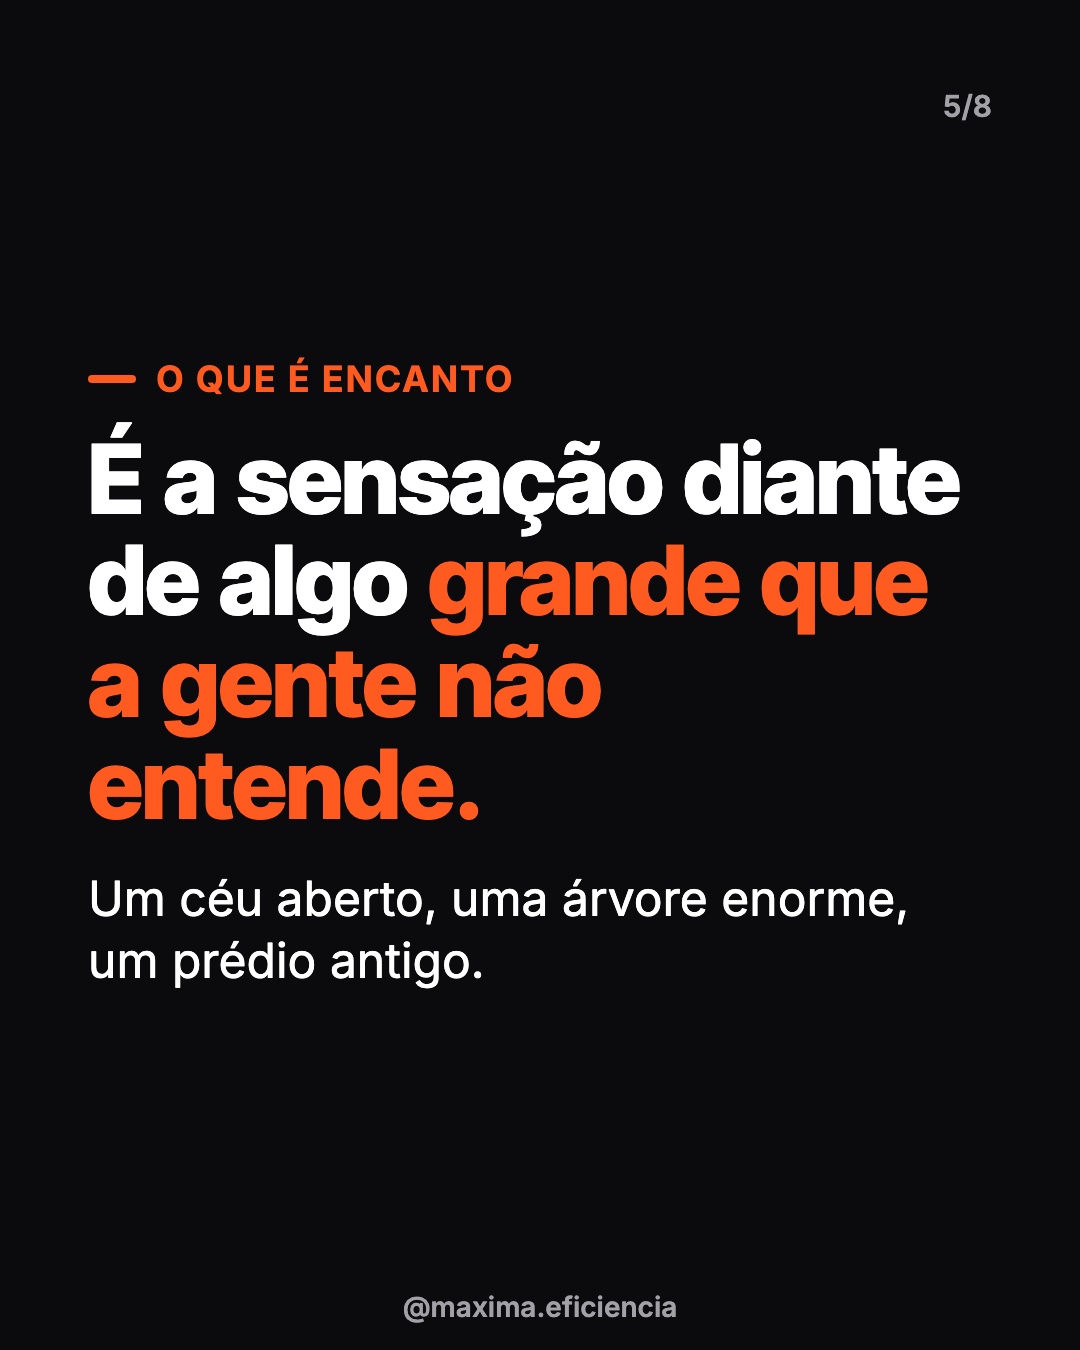 5/8
O QUE É ENCANTO
É a sensação diante
de algo grande que
a gente não
entende.
Um céu aberto, uma árvore enorme,
um prédio antigo.
@maxima.eficiencia